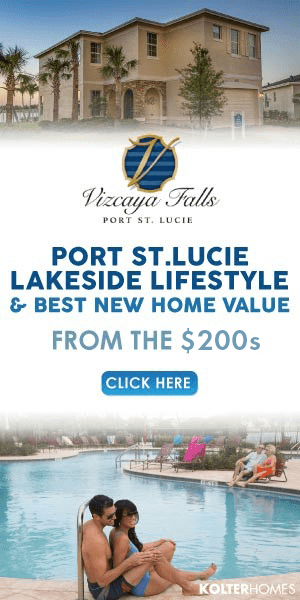 V
Vizcaya Falls
PORT ST. LUCIE
PORT ST.LUCIE
LAKESIDE LIFESTYLE
& BEST NEW HOME VALUE
FROM THE $200s
CLICK HERE
KOLTERHOMES